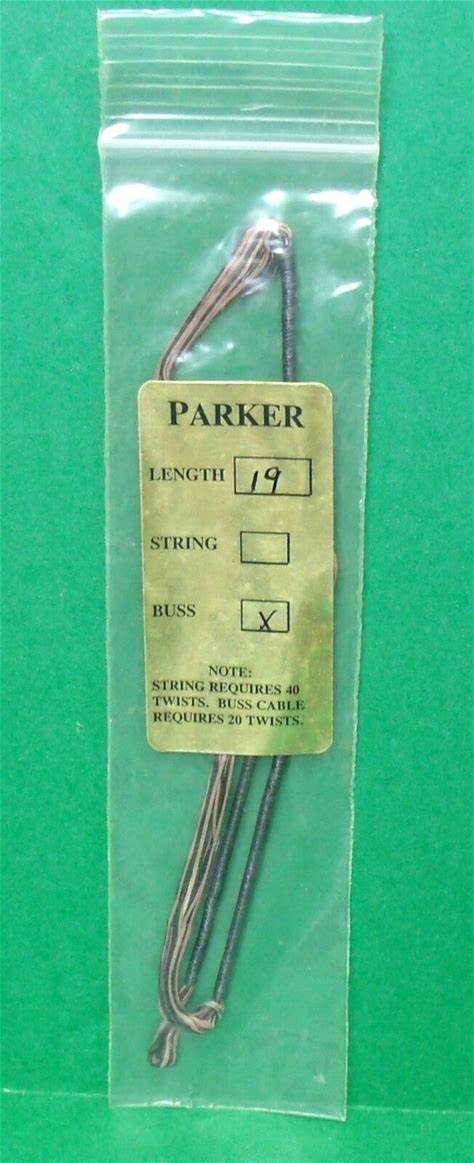 PARKER
LENGTH 19
STRING
BUSS X
NOTE:
STRING REQUIRES 40
TWISTS. BUSS CABLE
REQUIRES 20 TWISTS.